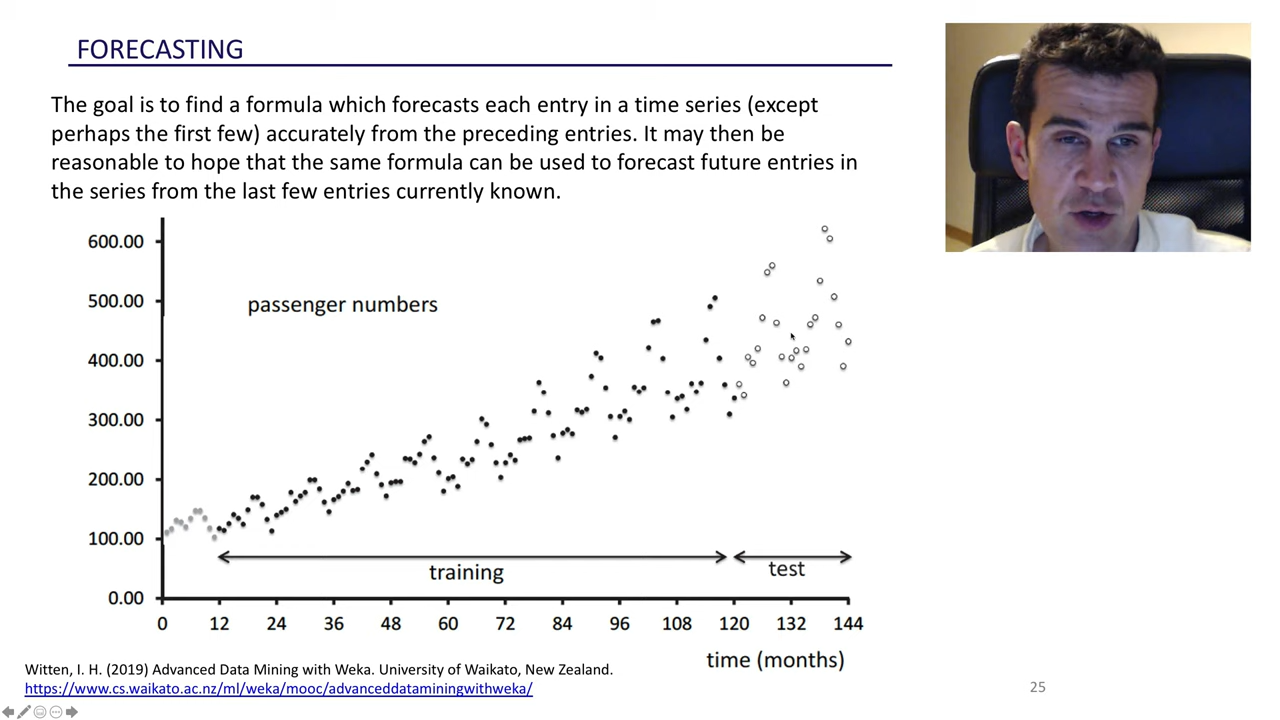 FORECASTING
The goal is to find a formula which forecasts each entry in a time series (except
perhaps the first few) accurately from the preceding entries. It may then be
reasonable to hope that the same formula can be used to forecast future entries in
the series from the last few entries currently known.
600.00
passenger numbers
500.00
400.00
300.00
200.00
100.00
training
test
0.00
0 12 24 36 48 60 72 84 96 108 120 132 144
time (months)
Witten, I. H. (2019) Advanced Data Mining with Weka. University of Waikato, New Zealand.
https://www.cs.waikato.ac.nz/ml/weka/mooc/advanceddataminingwithweka/
25